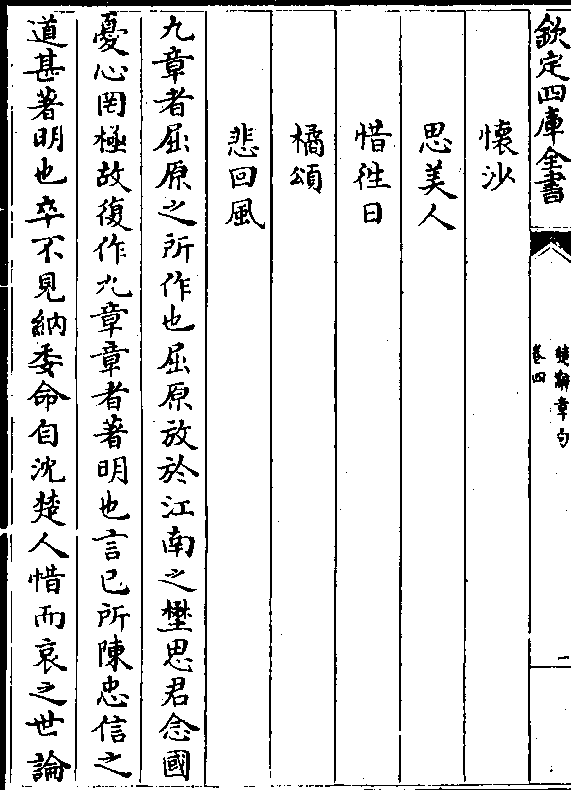 欽定四庫全書
楚辭章句
卷四
一
懷沙
思美人
惜徃日
橘頌
悲回風
九章者屈原之所作也屈原放於江南之壄思君念國
憂心罔極故復作九章章者著明也言已所陳忠信之
道甚著明也卒不見納委命自沈楚人惜而哀之世論